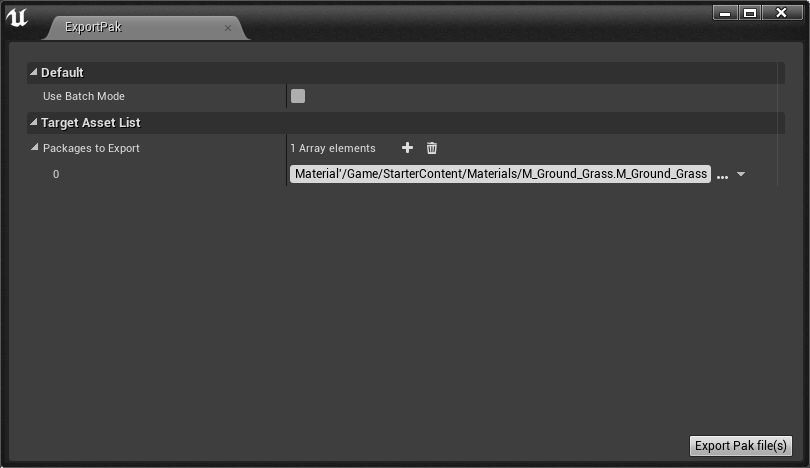 ExportPak
Default
Use Batch Mode
Target Asset List
Packages to Export 1 Array elements
0 Material'/Game/StarterContent/Materials/M_Ground_Grass.M_Ground_Grass
Export Pak file(s)